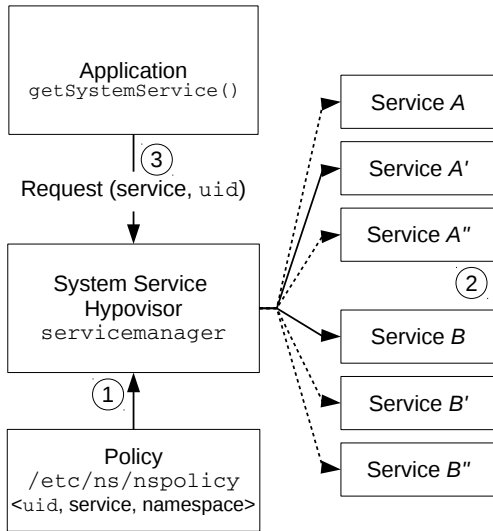 Application
getSystemService()
3
Request (service, uid)
System Service
Hypovisor
servicemanager
1
Policy
/etc/ns/nspolicy
<uid, service, namespace>
Service A
Service A'
Service A"
2
Service B
Service B'
Service B"